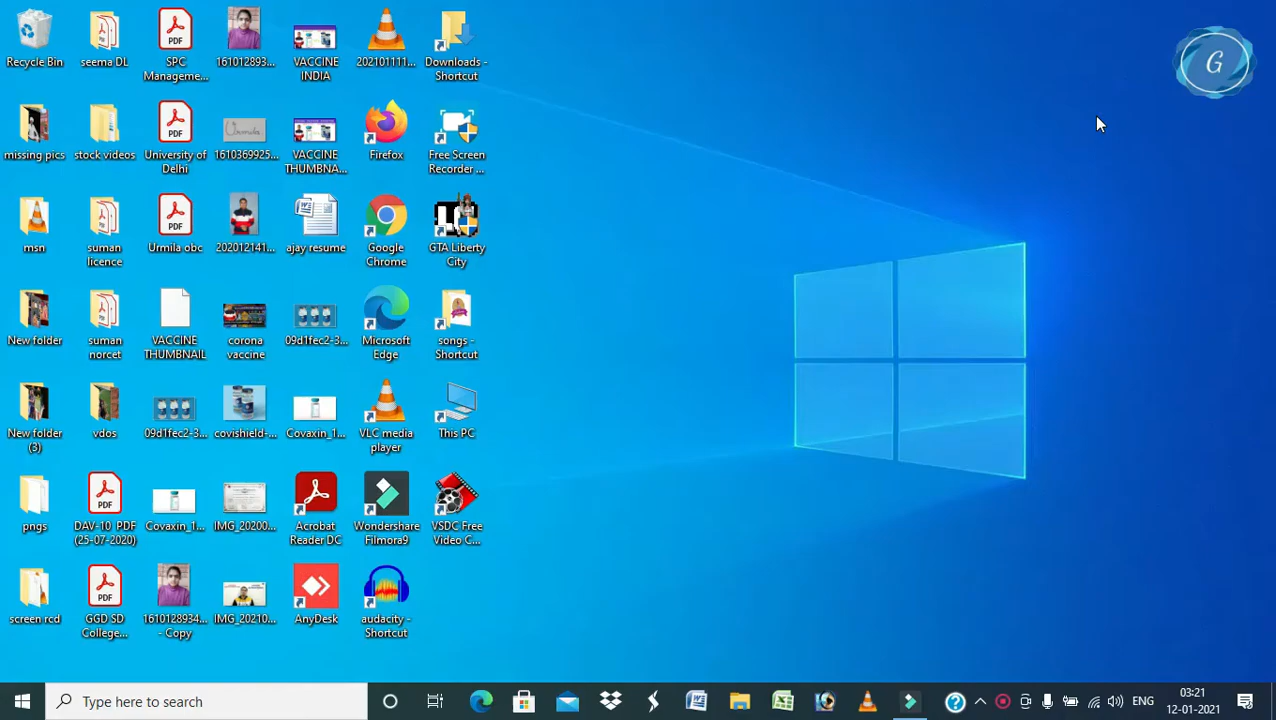 Recycle Bin
seema DL
SPC
Manageme...
16101289З...
VACCINE
INDIA
202101111...
Downloads -
Shortcut
G
missing pics
stock videos
University of
Delhi
1610369925...
VACCINE
THUMBNA...
Firefox
Free Screen
Recorder ...
msn
suman
licence
Urmila obc
202012141...
ajay resume
Google
Chrome
GTA Liberty
City
New folder
suman
norcet
VACCINE
THUMBNAIL
corona
vaccine
09d1fec2-3...
Microsoft
Edge
songs -
Shortcut
New folder
(3)
vdos
09d1fec2-3...
covishield-...
Covaxin_1...
VLC media
player
This PC
pngs
DAV-10 PDF
(25-07-2020)
Covaxin_1...
IMG_20200...
Acrobat
Reader DC
Wondershare
Filmora9
VSDC Free
Video C...
screen rcd
GGD SD
College...
1610128934...
- Copy
IMG_20210...
AnyDesk
audacity -
Shortcut
Type here to search
ENG
03:21
12-01-2021